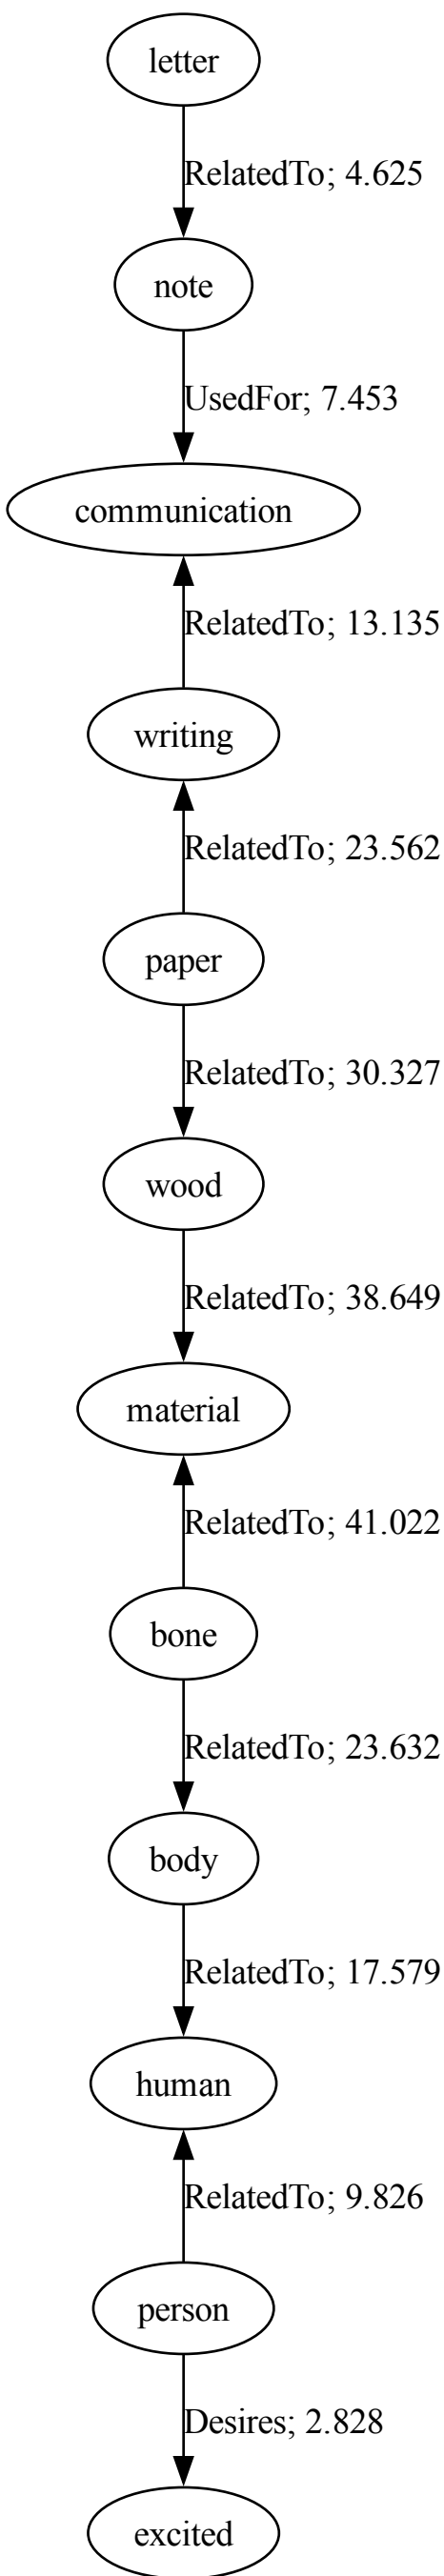 letter
RelatedTo; 4.625
note
UsedFor; 7.453
communication
RelatedTo; 13.135
writing
RelatedTo; 23.562
paper
RelatedTo; 30.327
wood
RelatedTo; 38.649
material
RelatedTo; 41.022
bone
RelatedTo; 23.632
body
RelatedTo; 17.579
human
RelatedTo; 9.826
person
Desires; 2.828
excited